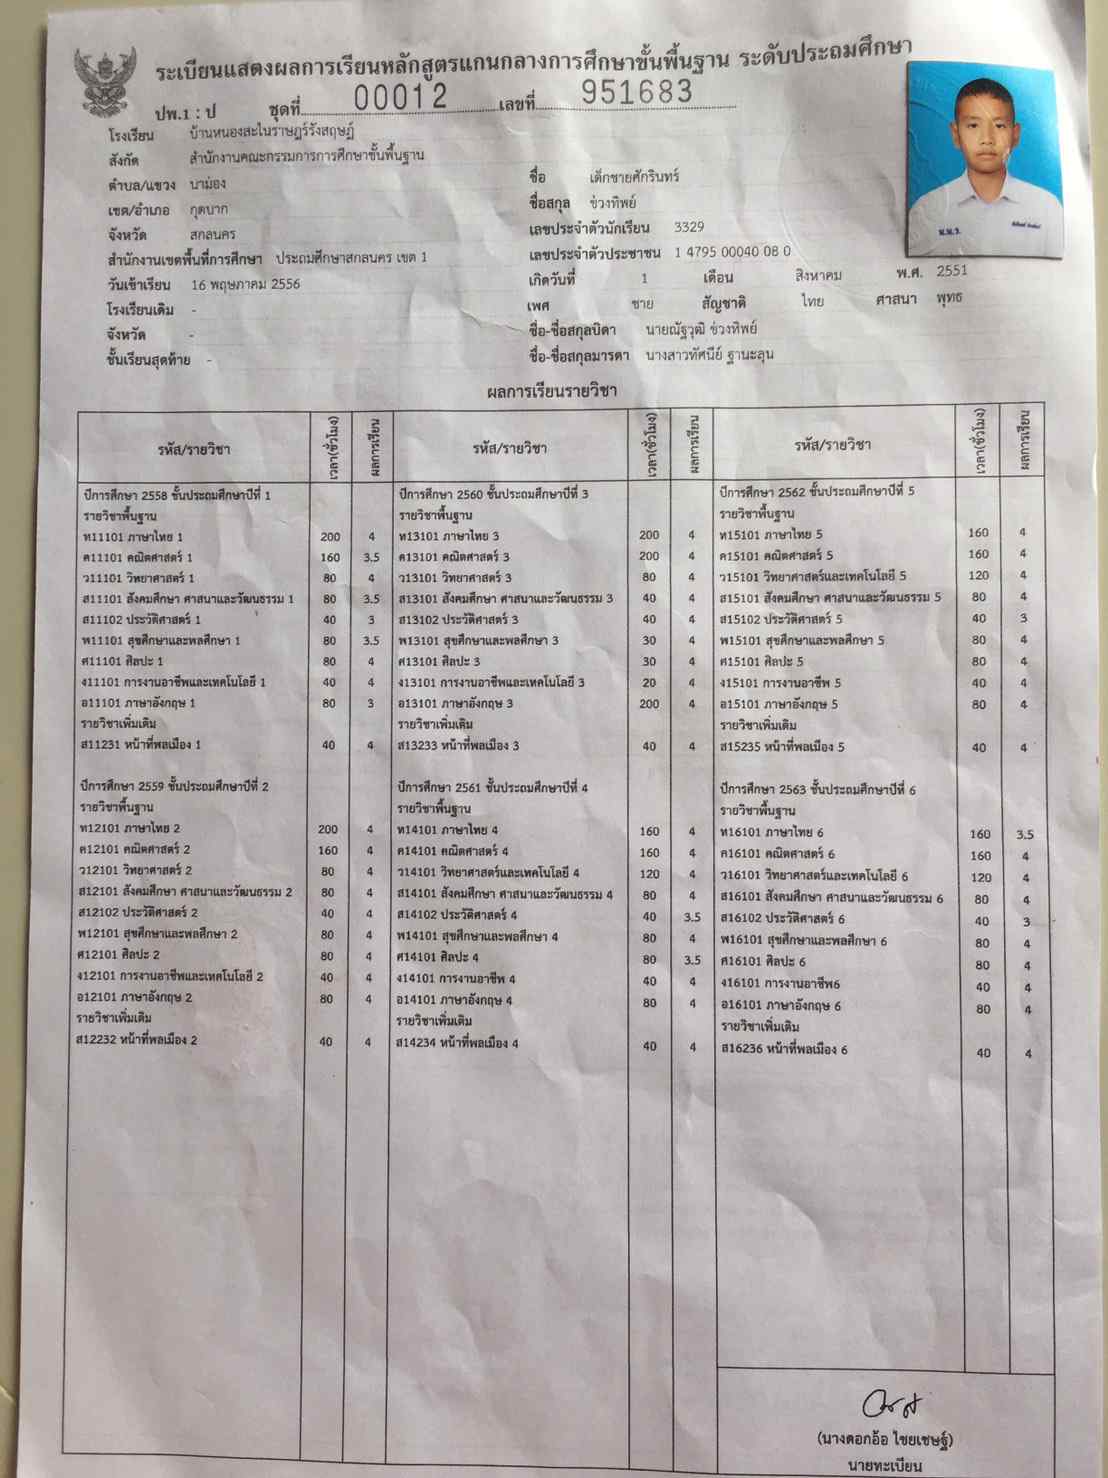 ระเบียนแสดงผลการเรียนหลักสูตรแกนกลางการศึกษาขั้นพื้นฐาน ระดับประถมศึกษา
ปพ.1 : ป ชุดที่ 00012 เลขที่ 951683
โรงเรียน บ้านหนองสะไนราษฎร์รังสฤษฎ์
สังกัด สำนักงานคณะกรรมการการศึกษาขั้นพื้นฐาน
ตำบล/แขวง นาม่อง
เขต/อำเภอ กุดบาก
จังหวัด สกลนคร
สำนักงานเขตพื้นที่การศึกษา ประถมศึกษาสกลนคร เขต 1
วันเข้าเรียน 16 พฤษภาคม 2556
โรงเรียนเดิม -
จังหวัด -
ชั้นเรียนสุดท้าย -
ชื่อ เด็กชายศักรินทร์
ชื่อสกุล ช่วงทิพย์
เลขประจำตัวนักเรียน 3329
เลขประจำตัวประชาชน 1 4795 00040 08 0
เกิดวันที่ 1 เดือน สิงหาคม พ.ศ. 2551
เพศ ชาย สัญชาติ ไทย ศาสนา พุทธ
ชื่อ-ชื่อสกุลบิดา นายณัฐวุฒิ ช่วงทิพย์
ชื่อ-ชื่อสกุลมารดา นางสาวทัศนีย์ ฐานะลุน
ผลการเรียนรายวิชา
รหัส/รายวิชา เวลา(ชั่วโมง) ผลการเรียน
ปีการศึกษา 2558 ชั้นประถมศึกษาปีที่ 1
รายวิชาพื้นฐาน
ท11101 ภาษาไทย 1 200 4
ค11101 คณิตศาสตร์ 1 160 3.5
ว11101 วิทยาศาสตร์ 1 80 4
ส11101 สังคมศึกษา ศาสนาและวัฒนธรรม 1 80 3.5
ส11102 ประวัติศาสตร์ 1 40 3
พ11101 สุขศึกษาและพลศึกษา 1 80 3.5
ศ11101 ศิลปะ 1 80 4
ง11101 การงานอาชีพและเทคโนโลยี 1 40 4
อ11101 ภาษาอังกฤษ 1 80 3
รายวิชาเพิ่มเติม
ส11231 หน้าที่พลเมือง 1 40 4
ปีการศึกษา 2559 ชั้นประถมศึกษาปีที่ 2
รายวิชาพื้นฐาน
ท12101 ภาษาไทย 2 200 4
ค12101 คณิตศาสตร์ 2 160 4
ว12101 วิทยาศาสตร์ 2 80 4
ส12101 สังคมศึกษา ศาสนาและวัฒนธรรม 2 80 4
ส12102 ประวัติศาสตร์ 2 40 4
พ12101 สุขศึกษาและพลศึกษา 2 80 4
ศ12101 ศิลปะ 2 80 4
ง12101 การงานอาชีพและเทคโนโลยี 2 40 4
อ12101 ภาษาอังกฤษ 2 80 4
รายวิชาเพิ่มเติม
ส12232 หน้าที่พลเมือง 2 40 4
รหัส/รายวิชา เวลา(ชั่วโมง) ผลการเรียน
ปีการศึกษา 2560 ชั้นประถมศึกษาปีที่ 3
รายวิชาพื้นฐาน
ท13101 ภาษาไทย 3 200 4
ค13101 คณิตศาสตร์ 3 200 4
ว13101 วิทยาศาสตร์ 3 80 4
ส13101 สังคมศึกษา ศาสนาและวัฒนธรรม 3 40 4
ส13102 ประวัติศาสตร์ 3 40 4
พ13101 สุขศึกษาและพลศึกษา 3 30 4
ศ13101 ศิลปะ 3 30 4
ง13101 การงานอาชีพและเทคโนโลยี 3 20 4
อ13101 ภาษาอังกฤษ 3 200 4
รายวิชาเพิ่มเติม
ส13233 หน้าที่พลเมือง 3 40 4
ปีการศึกษา 2561 ชั้นประถมศึกษาปีที่ 4
รายวิชาพื้นฐาน
ท14101 ภาษาไทย 4 160 4
ค14101 คณิตศาสตร์ 4 160 4
ว14101 วิทยาศาสตร์และเทคโนโลยี 4 120 4
ส14101 สังคมศึกษา ศาสนาและวัฒนธรรม 4 80 4
ส14102 ประวัติศาสตร์ 4 40 3.5
พ14101 สุขศึกษาและพลศึกษา 4 80 4
ศ14101 ศิลปะ 4 80 3.5
ง14101 การงานอาชีพ 4 40 4
อ14101 ภาษาอังกฤษ 4 80 4
รายวิชาเพิ่มเติม
ส14234 หน้าที่พลเมือง 4 40 4
รหัส/รายวิชา เวลา(ชั่วโมง) ผลการเรียน
ปีการศึกษา 2562 ชั้นประถมศึกษาปีที่ 5
รายวิชาพื้นฐาน
ท15101 ภาษาไทย 5 160 4
ค15101 คณิตศาสตร์ 5 160 4
ว15101 วิทยาศาสตร์และเทคโนโลยี 5 120 4
ส15101 สังคมศึกษา ศาสนาและวัฒนธรรม 5 80 4
ส15102 ประวัติศาสตร์ 5 40 3
พ15101 สุขศึกษาและพลศึกษา 5 80 4
ศ15101 ศิลปะ 5 80 4
ง15101 การงานอาชีพ 5 40 4
อ15101 ภาษาอังกฤษ 5 80 4
รายวิชาเพิ่มเติม
ส15235 หน้าที่พลเมือง 5 40 4
ปีการศึกษา 2563 ชั้นประถมศึกษาปีที่ 6
รายวิชาพื้นฐาน
ท16101 ภาษาไทย 6 160 3.5
ค16101 คณิตศาสตร์ 6 160 4
ว16101 วิทยาศาสตร์และเทคโนโลยี 6 120 4
ส16101 สังคมศึกษา ศาสนาและวัฒนธรรม 6 80 4
ส16102 ประวัติศาสตร์ 6 40 3
พ16101 สุขศึกษาและพลศึกษา 6 80 4
ศ16101 ศิลปะ 6 80 4
ง16101 การงานอาชีพ6 40 4
อ16101 ภาษาอังกฤษ 6 80 4
รายวิชาเพิ่มเติม
ส16236 หน้าที่พลเมือง 6 40 4
(นางดอกอ้อ ไชยเชษฐ์)
นายทะเบียน